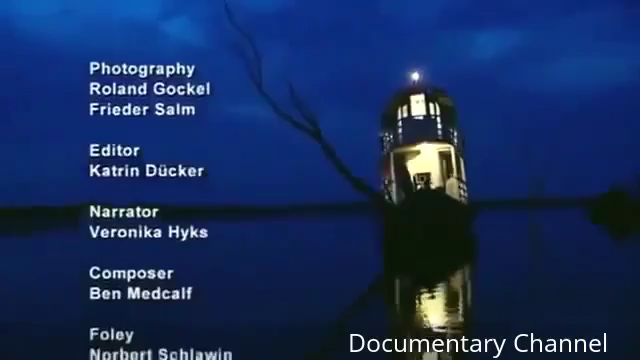 Photography
Roland Gockel
Frieder Salm
Editor
Katrin Dücker
Narrator
Veronika Hyks
Composer
Ben Medcalf
Foley
Norbert Schlawin
Documentary Channel